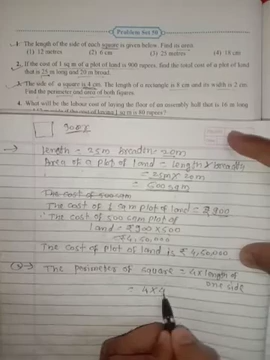 Problem Set 50
1. The length of the side of each square is given below. Find its area
(1) 12 metres (2) 6 cm (3) 25 metres (4) 18 cm
2. If the cost of 1 sq m of a plot of land is 900 rupees, find the total cost of a plot of land
that is 25 m long and 20 m broad.
3. The side of a square is 4 cm. The length of a rectangle is 8 cm and its width is 2 cm.
Find the perimeter and area of both figures.
4. What will be the labour cost of laying the floor of an assembly hall that is 16 m long
length = 25m breadth = 20m
Area of a plot of land = length x breadth
= 25m x 20m
= 500 sqm
The cost of 500 sqm
The cost of 1 sqm plot of land = ₹ 900
∴ The cost of 500 sqm plot of
land = ₹ 900 x 500
= ₹ 4,50,000
The cost of plot of land is ₹ 4,50,000
The perimeter of square = 4 x length of
one side
= 4 x 4